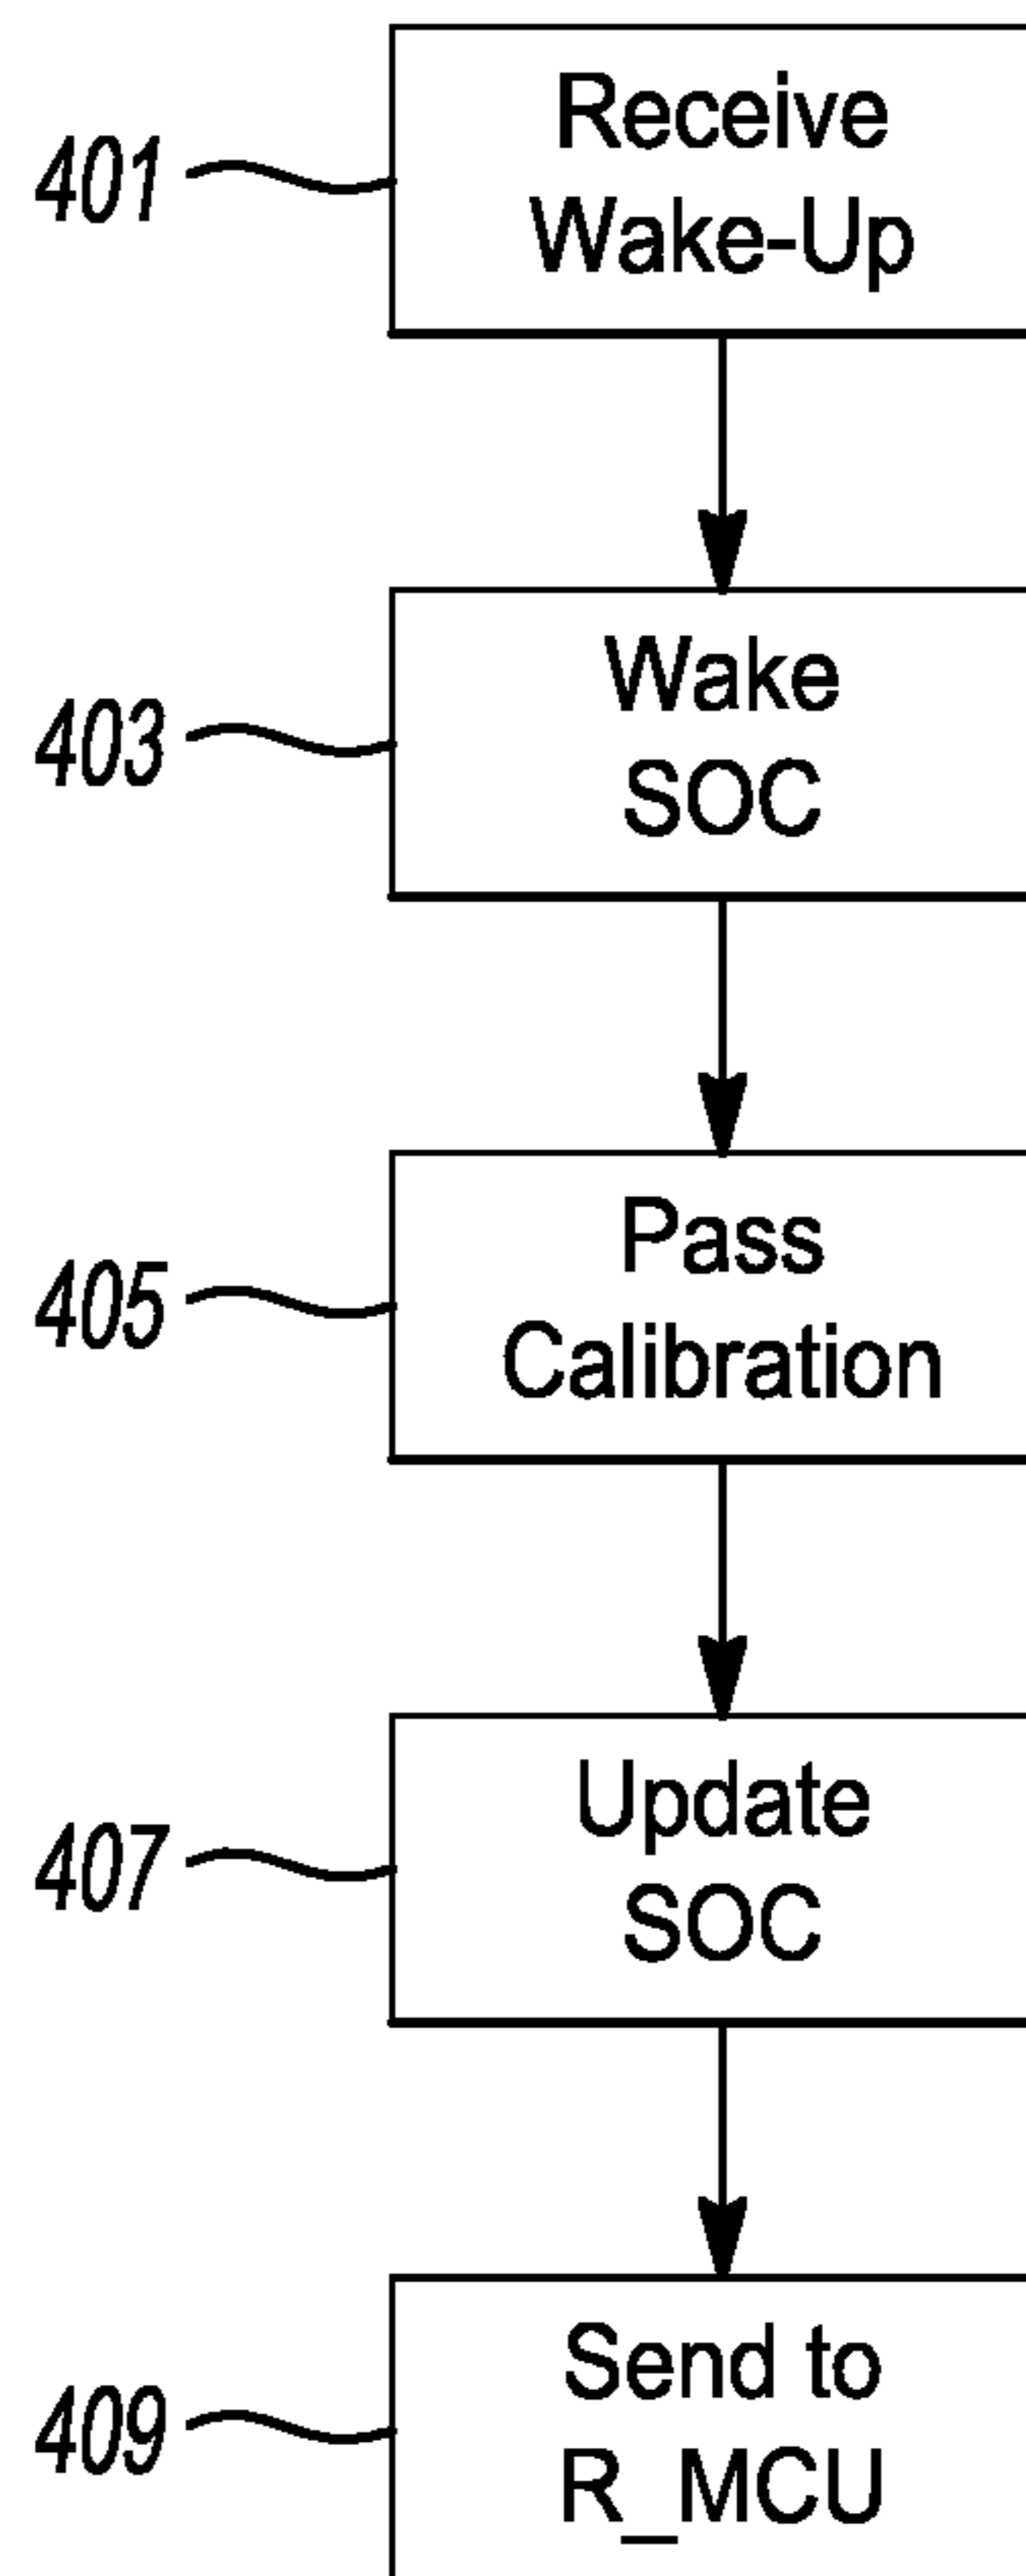 401
Receive
Wake-Up
403
Wake
SOC
405
Pass
Calibration
407
Update
SOC
409
Send to
R_MCU